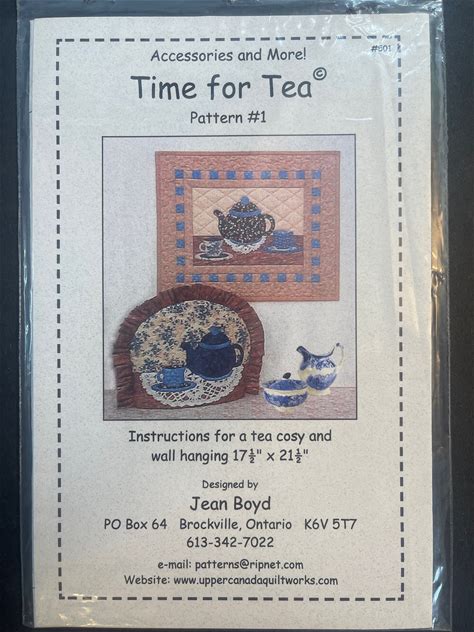 #601
Accessories and More!
Time for Tea©
Pattern #1
Instructions for a tea cosy and
wall hanging 17½" x 21½"
Designed by
Jean Boyd
PO Box 64 Brockville, Ontario K6V 5T7
613-342-7022
e-mail: patterns@ripnet.com
Website: www.uppercanadaquiltworks.com